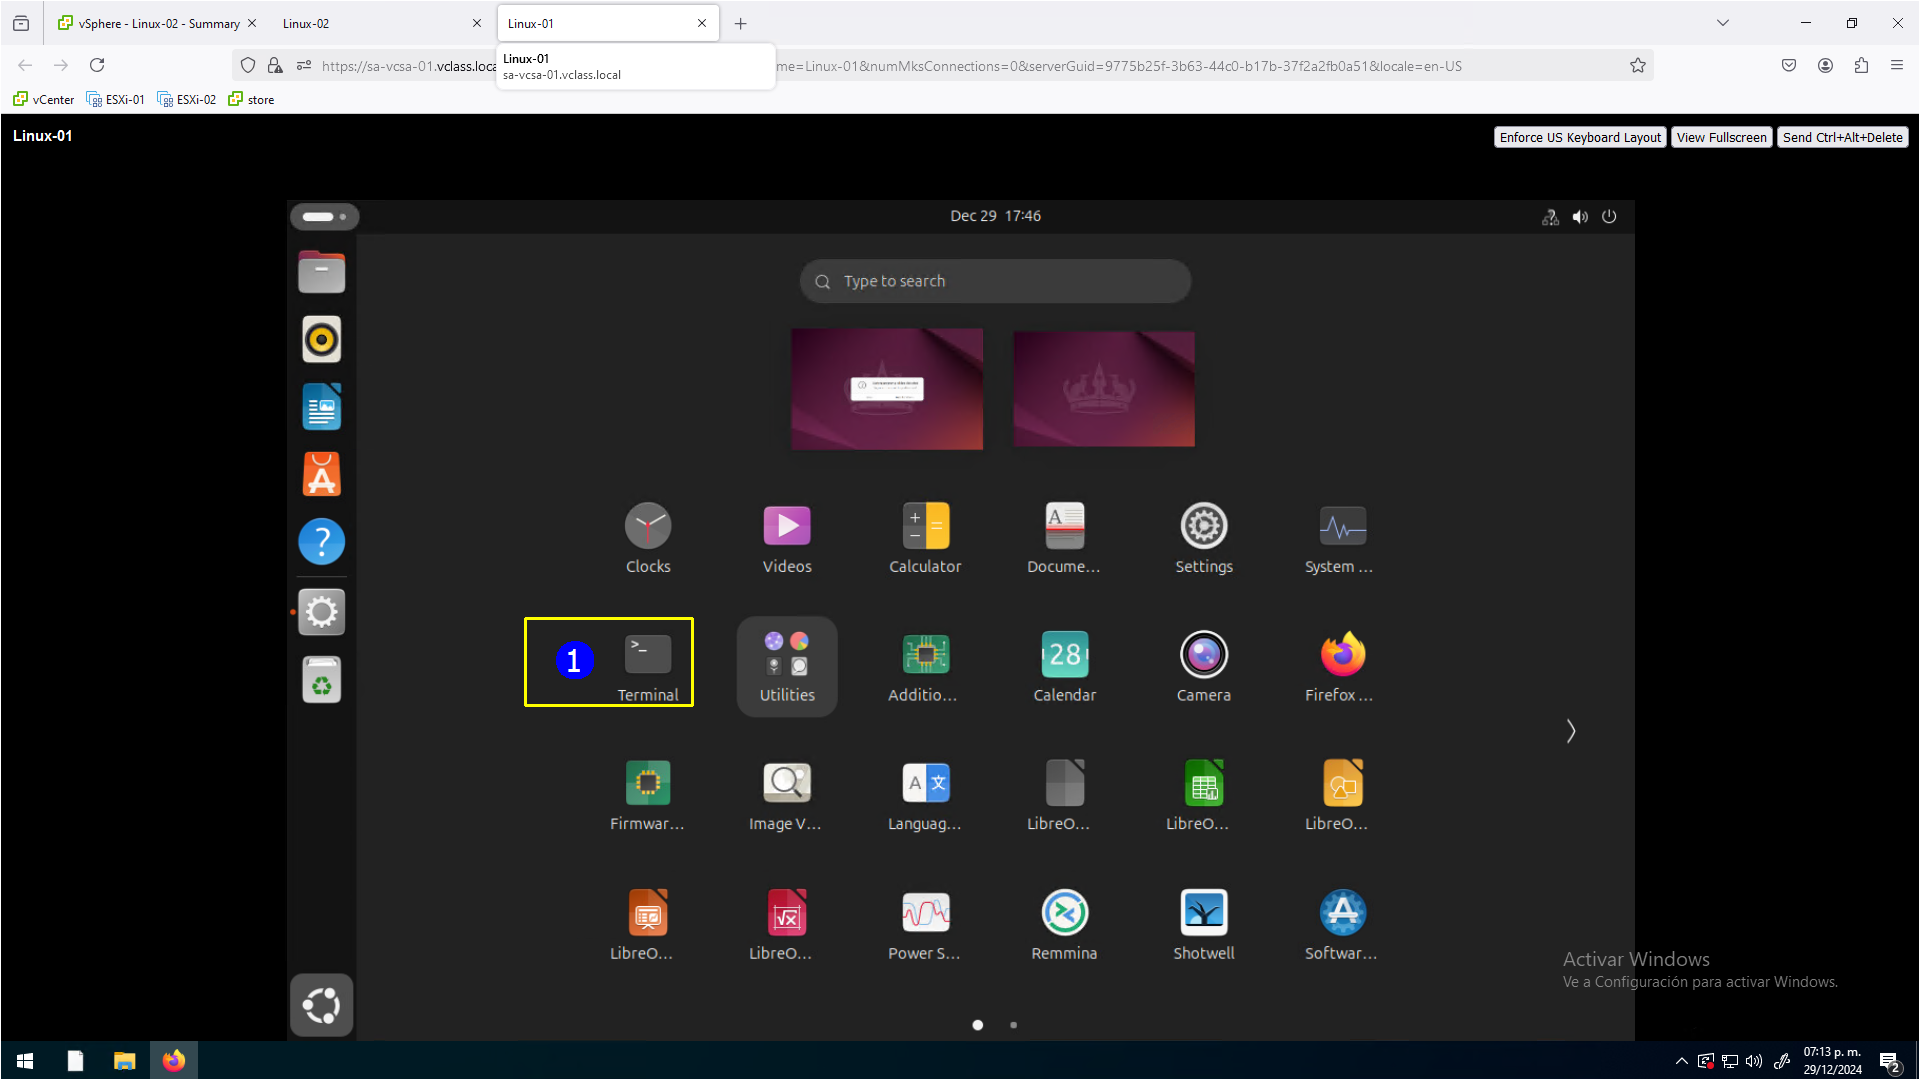 vSphere - Linux-02 - Summary
Linux-02
Linux-01
Linux-01
sa-vcsa-01.vclass.local
https://sa-vcsa-01.vclass.loca
me=Linux-01&numMksConnections=0&serverGuid=9775b25f-3b63-44c0-b17b-37f2a2fb0a51&locale=en-US
vCenter
ESXi-01
ESXi-02
store
Linux-01
Enforce US Keyboard Layout
View Fullscreen
Send Ctrl+Alt+Delete
Dec 29 17:46
Type to search
Clocks
Videos
Calculator
Docume...
Settings
System ...
1
Terminal
Utilities
Additio...
28
Calendar
Camera
Firefox ...
Firmwar...
Image V...
A 文
Languag...
LibreO...
LibreO...
LibreO...
LibreO...
LibreO...
Power S...
Remmina
Shotwell
Softwar...
Activar Windows
Ve a Configuración para activar Windows.
07:13 p. m.
29/12/2024
2